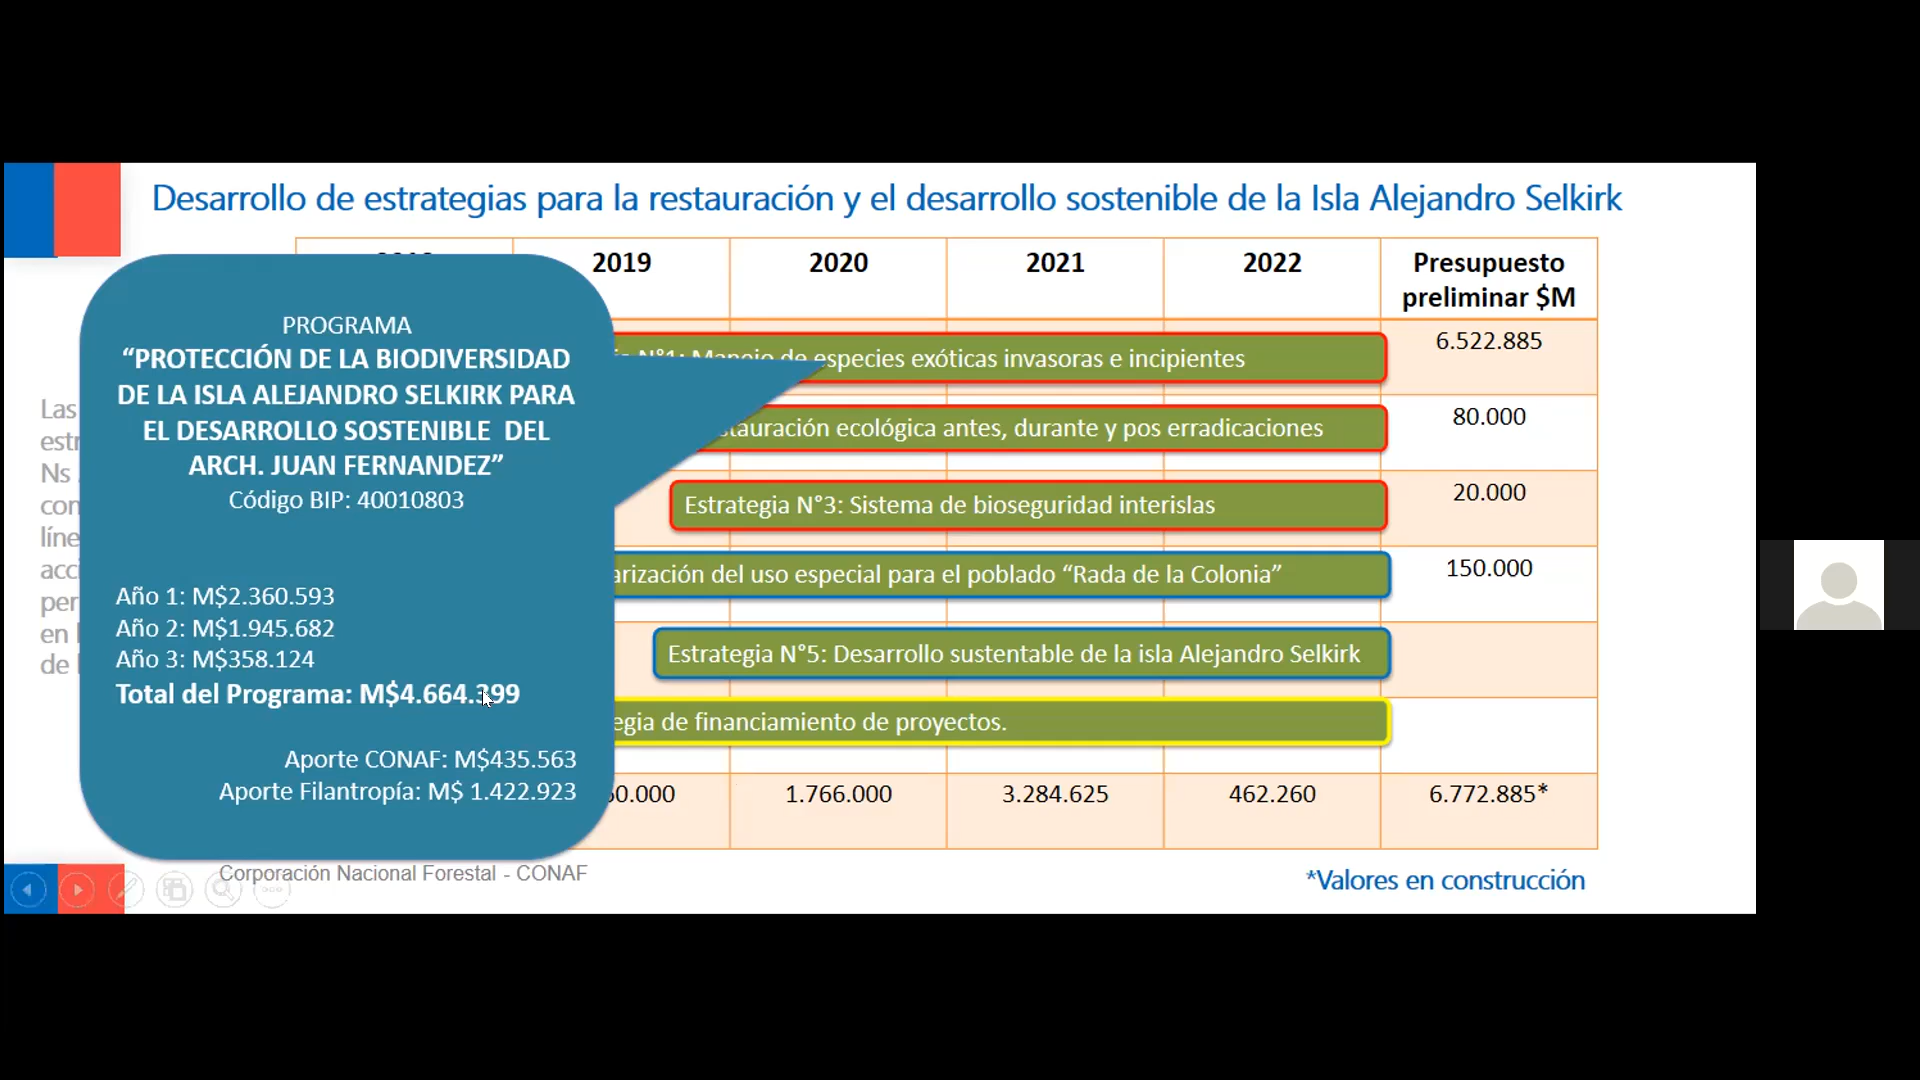 Desarrollo de estrategias para la restauración y el desarrollo sostenible de la Isla Alejandro Selkirk
2019 2020 2021 2022 Presupuesto
preliminar $M
PROGRAMA
“PROTECCIÓN DE LA BIODIVERSIDAD
DE LA ISLA ALEJANDRO SELKIRK PARA
EL DESARROLLO SOSTENIBLE DEL
ARCH. JUAN FERNANDEZ”
Código BIP: 40010803
Año 1: M$2.360.593
Año 2: M$1.945.682
Año 3: M$358.124
Total del Programa: M$4.664.399
Aporte CONAF: M$435.563
Aporte Filantropía: M$ 1.422.923
N°1: Manejo de especies exóticas invasoras e incipientes
6.522.885
stauración ecológica antes, durante y pos erradicaciones
80.000
Estrategia N°3: Sistema de bioseguridad interislas
20.000
arización del uso especial para el poblado “Rada de la Colonia”
150.000
Estrategia N°5: Desarrollo sustentable de la isla Alejandro Selkirk
egia de financiamiento de proyectos.
0.000 1.766.000 3.284.625 462.260 6.772.885*
Las
Ns
en
de
Corporación Nacional Forestal - CONAF
*Valores en construcción